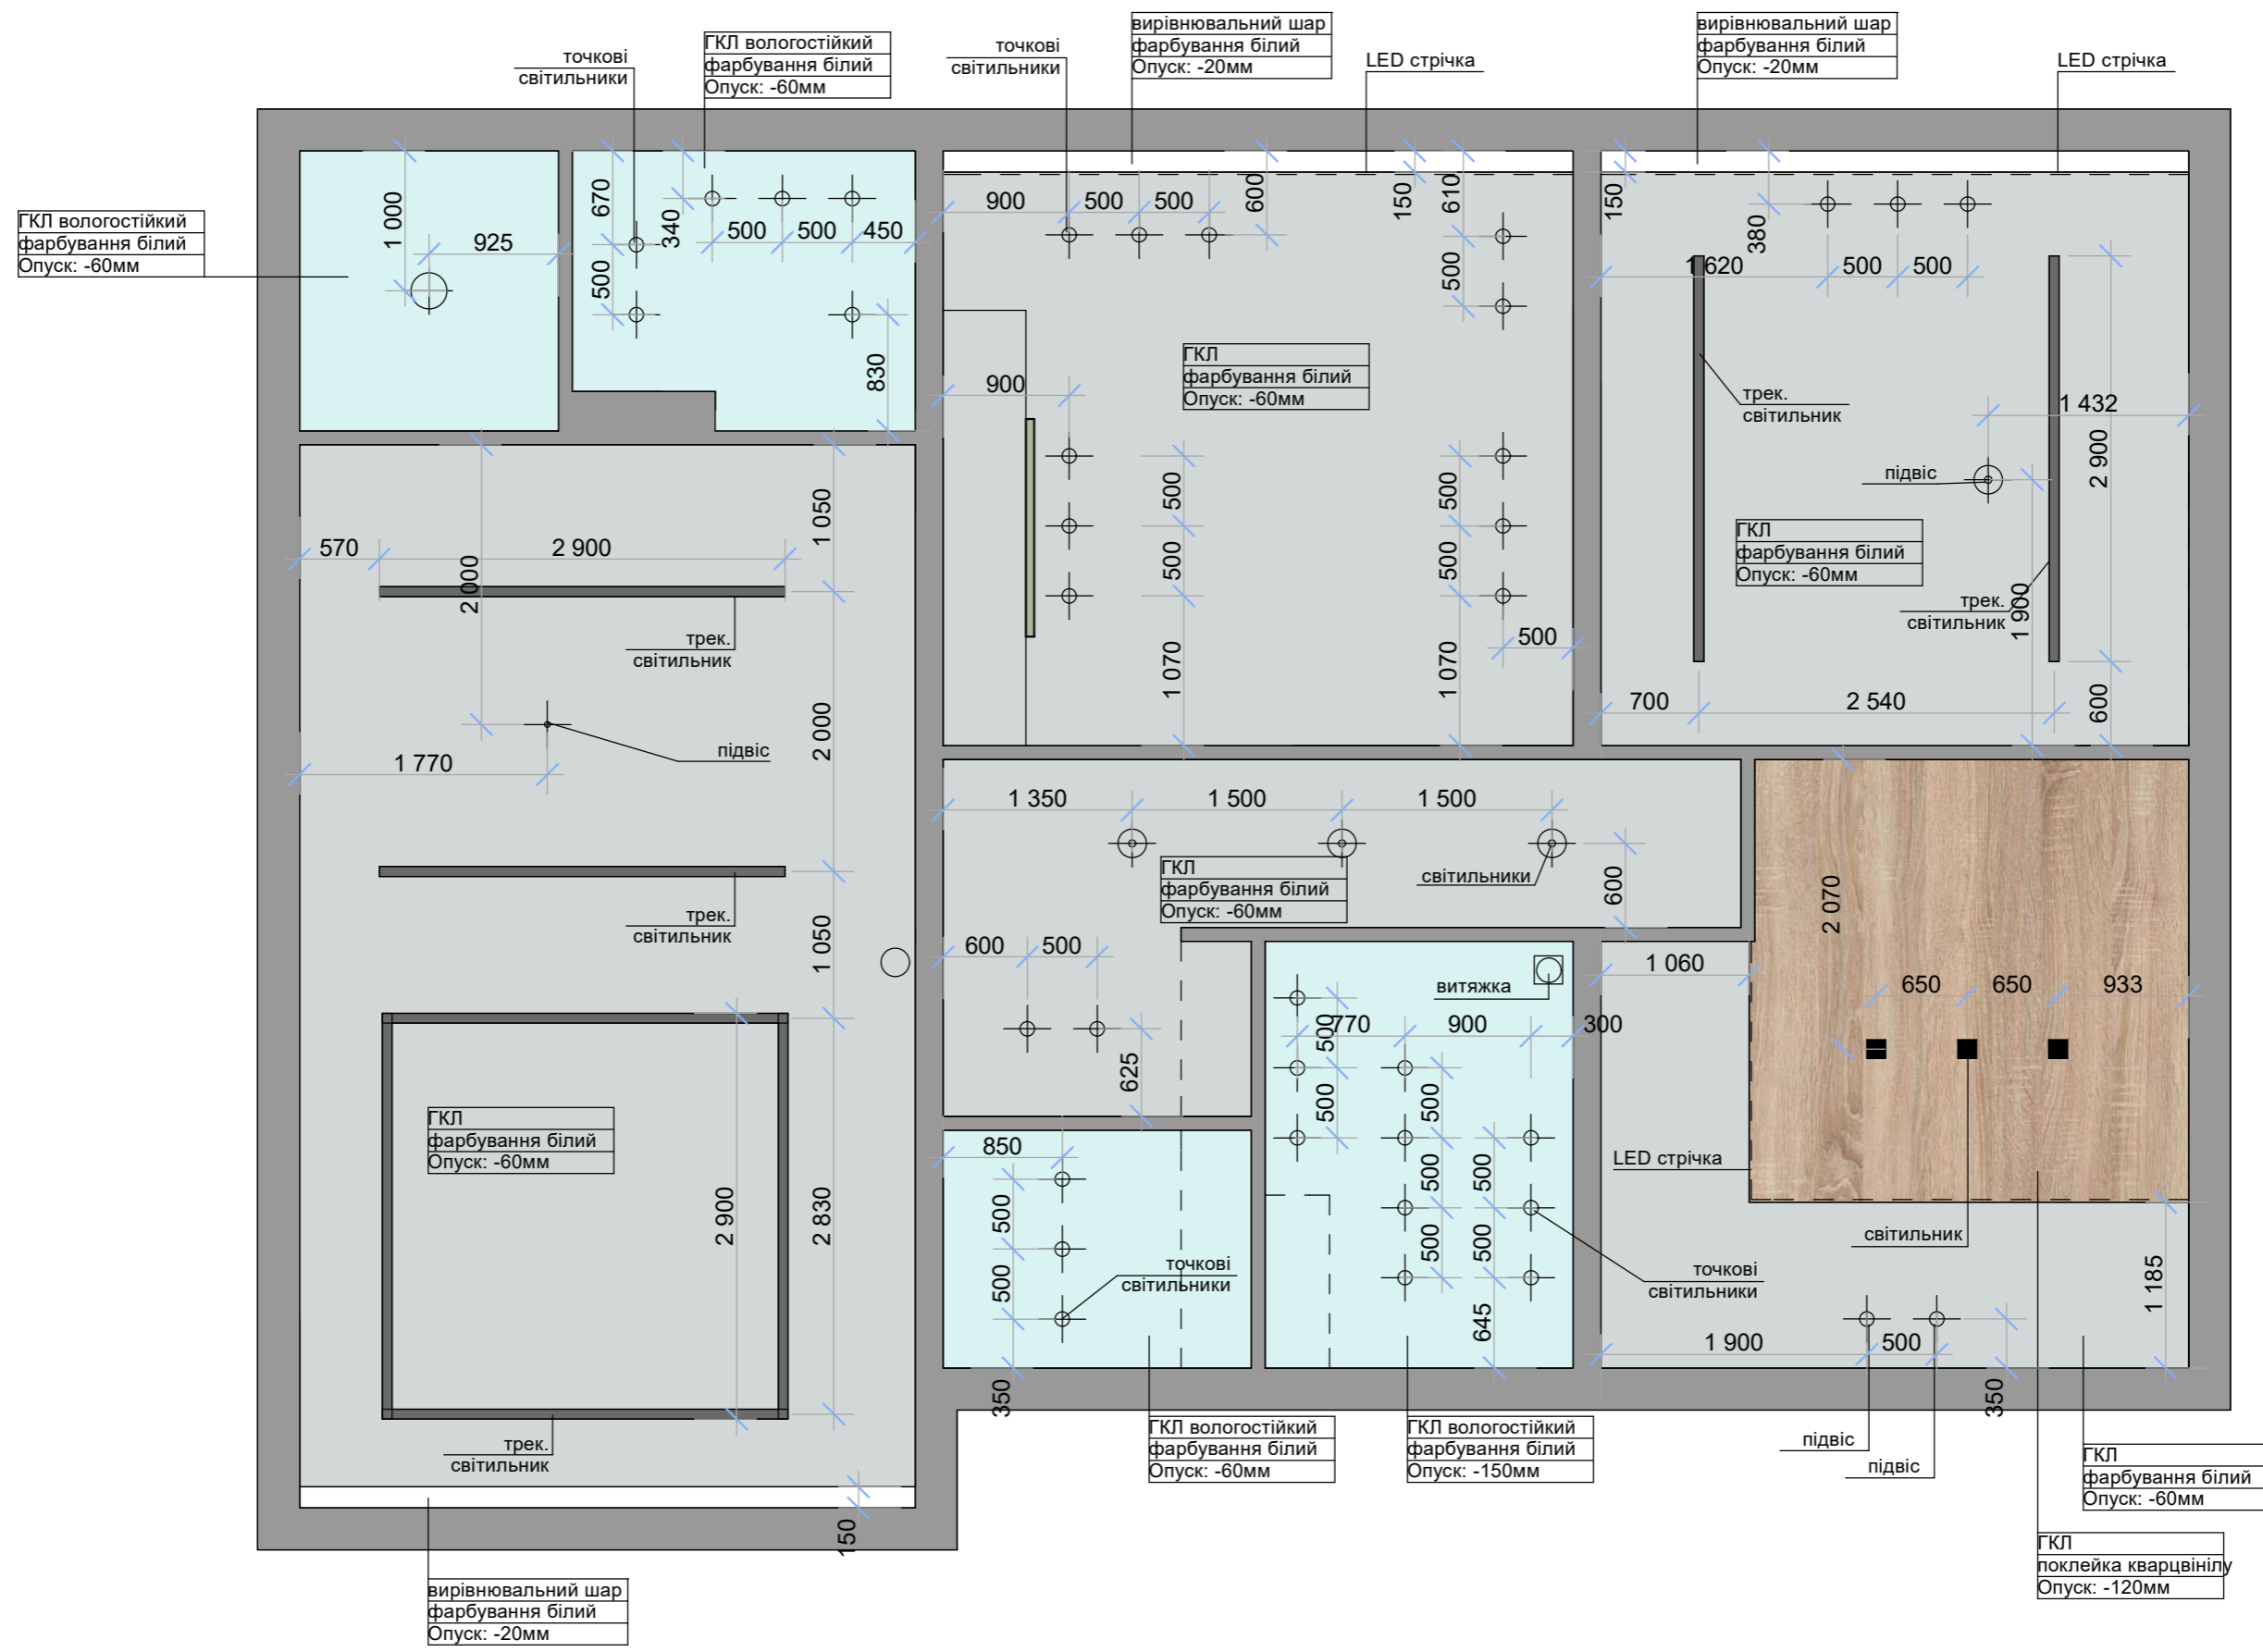 точкові
світильники
ГКЛ вологостійкий
фарбування білий
Опуск: -60мм
точкові
світильники
вирівнювальний шар
фарбування білий
Опуск: -20мм
LED стрічка
вирівнювальний шар
фарбування білий
Опуск: -20мм
LED стрічка
ГКЛ вологостійкий
фарбування білий
Опуск: -60мм
1 000
925
670
500
340
500
500
450
830
900
500
500
600
150
610
500
900
ГКЛ
фарбування білий
Опуск: -60мм
500
500
1 070
500
500
1 070
500
150
380
1 620
500
500
трек.
світильник
1 432
2 900
підвіс
ГКЛ
фарбування білий
Опуск: -60мм
трек.
світильник
1 900
700
2 540
600
570
2 900
2 000
1 050
трек.
світильник
підвіс
1 770
2 000
трек.
світильник
1 050
ГКЛ
фарбування білий
Опуск: -60мм
2 900
2 830
трек.
світильник
150
вирівнювальний шар
фарбування білий
Опуск: -20мм
1 350
1 500
1 500
ГКЛ
фарбування білий
Опуск: -60мм
світильники
600
600
500
625
850
500
500
350
точкові
світильники
витяжка
770
900
300
500
500
500
500
500
500
500
645
точкові
світильники
1 060
2 070
650
650
933
LED стрічка
світильник
1 185
1 900
500
350
підвіс
підвіс
ГКЛ вологостійкий
фарбування білий
Опуск: -60мм
ГКЛ вологостійкий
фарбування білий
Опуск: -150мм
ГКЛ
фарбування білий
Опуск: -60мм
ГКЛ
поклейка кварцвінілу
Опуск: -120мм